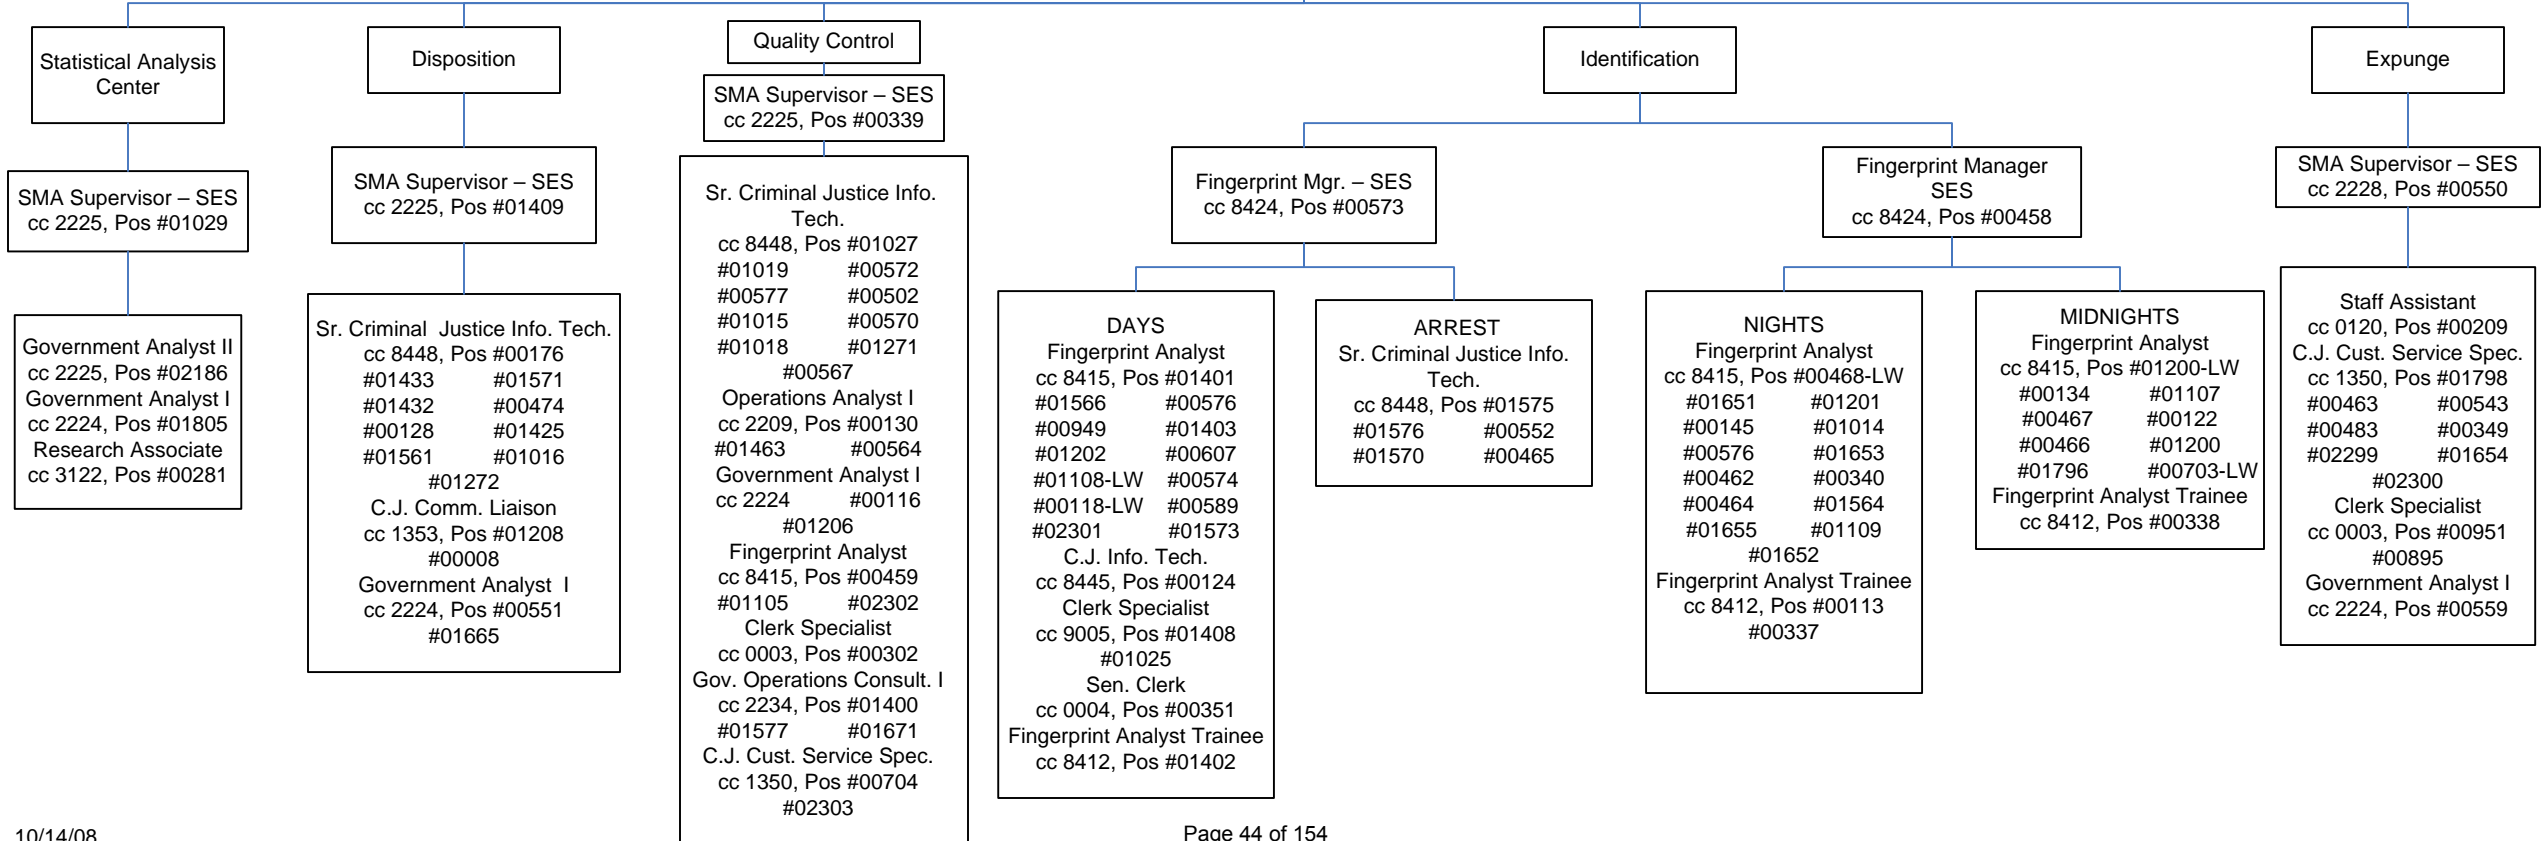 Statistical Analysis
Center
SMA Supervisor – SES
cc 2225, Pos #01029
Government Analyst II
cc 2225, Pos #02186
Government Analyst I
cc 2224, Pos #01805
Research Associate
cc 3122, Pos #00281
Disposition
SMA Supervisor – SES
cc 2225, Pos #01409
Sr. Criminal  Justice Info. Tech.
cc 8448, Pos #00176
#01433 #01571
#01432 #00474
#00128 #01425
#01561 #01016
#01272
C.J. Comm. Liaison
cc 1353, Pos #01208
#00008
Government Analyst  I
cc 2224, Pos #00551
#01665
Quality Control
SMA Supervisor – SES
cc 2225, Pos #00339
Sr. Criminal Justice Info.
Tech.
cc 8448, Pos #01027
#01019 #00572
#00577 #00502
#01015 #00570
#01018 #01271
#00567
Operations Analyst I
cc 2209, Pos #00130
#01463 #00564
Government Analyst I
cc 2224 #00116
#01206
Fingerprint Analyst
cc 8415, Pos #00459
#01105 #02302
Clerk Specialist
cc 0003, Pos #00302
Gov. Operations Consult. I
cc 2234, Pos #01400
#01577 #01671
C.J. Cust. Service Spec.
cc 1350, Pos #00704
#02303
Identification
Fingerprint Mgr. – SES
cc 8424, Pos #00573
DAYS
Fingerprint Analyst
cc 8415, Pos #01401
#01566 #00576
#00949 #01403
#01202 #00607
#01108-LW #00574
#00118-LW #00589
#02301 #01573
C.J. Info. Tech.
cc 8445, Pos #00124
Clerk Specialist
cc 9005, Pos #01408
#01025
Sen. Clerk
cc 0004, Pos #00351
Fingerprint Analyst Trainee
cc 8412, Pos #01402
ARREST
Sr. Criminal Justice Info.
Tech.
cc 8448, Pos #01575
#01576 #00552
#01570 #00465
Fingerprint Manager
SES
cc 8424, Pos #00458
NIGHTS
Fingerprint Analyst
cc 8415, Pos #00468-LW
#01651 #01201
#00145 #01014
#00576 #01653
#00462 #00340
#00464 #01564
#01655 #01109
#01652
Fingerprint Analyst Trainee
cc 8412, Pos #00113
#00337
MIDNIGHTS
Fingerprint Analyst
cc 8415, Pos #01200-LW
#00134 #01107
#00467 #00122
#00466 #01200
#01796 #00703-LW
Fingerprint Analyst Trainee
cc 8412, Pos #00338
Expunge
SMA Supervisor – SES
cc 2228, Pos #00550
Staff Assistant
cc 0120, Pos #00209
C.J. Cust. Service Spec.
cc 1350, Pos #01798
#00463 #00543
#00483 #00349
#02299 #01654
#02300
Clerk Specialist
cc 0003, Pos #00951
#00895
Government Analyst I
cc 2224, Pos #00559
10/14/08
Page 44 of 154